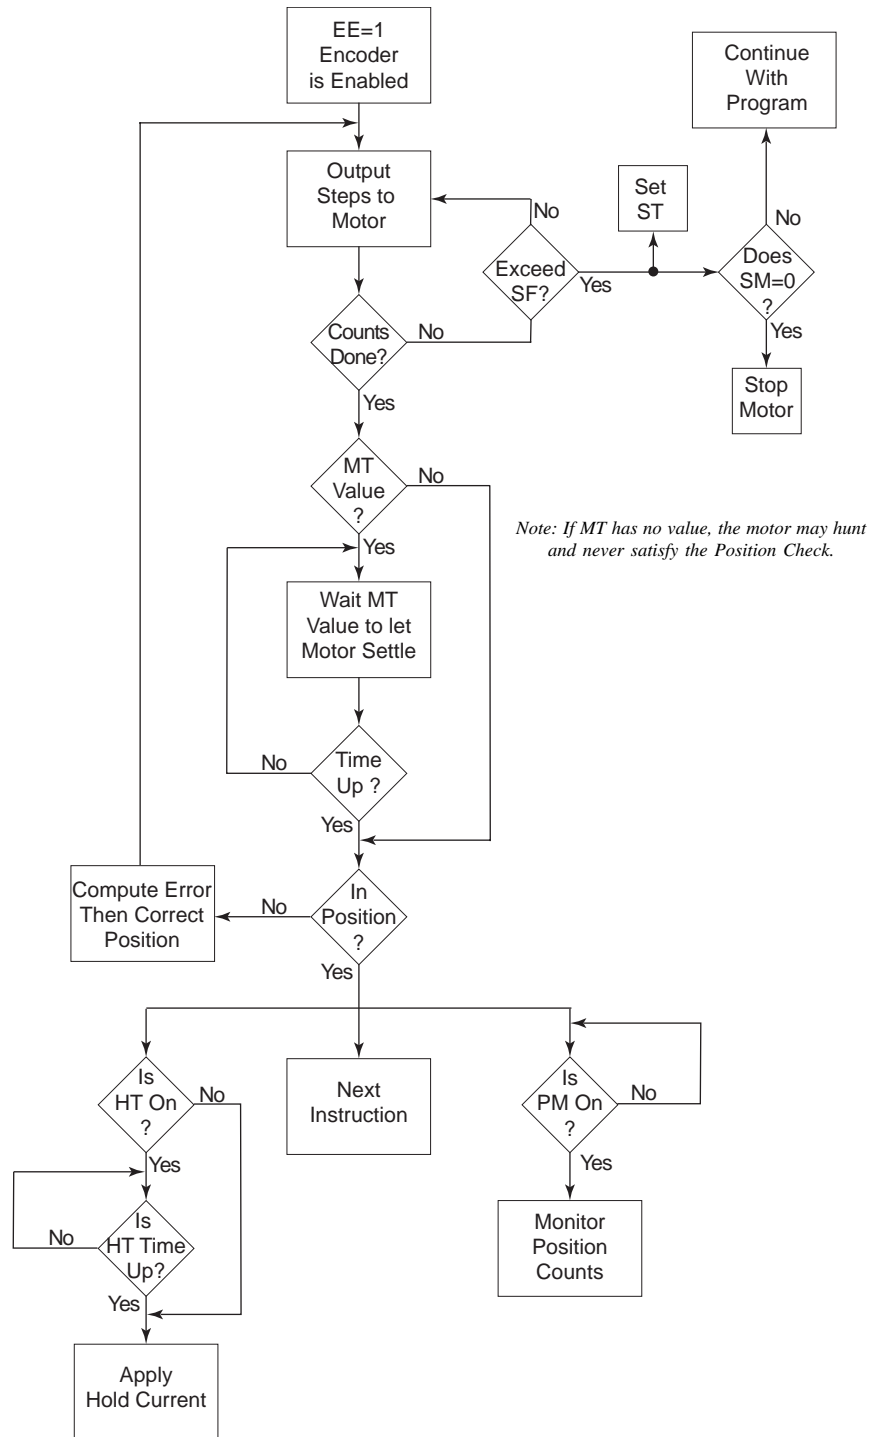 EE=1
Encoder
is Enabled
Continue
With
Program
Output
Steps to
Motor
Set
ST
No
No
Exceed
SF?
Yes
Does
SM=0
?
Yes
Counts
Done?
No
Stop
Motor
Yes
MT
Value
?
No
Yes
Note: If MT has no value, the motor may hunt
and never satisfy the Position Check.
Wait MT
Value to let
Motor Settle
No
Time
Up ?
Yes
Compute Error
Then Correct
Position
No
In
Position
?
Yes
Is
HT On
?
No
Yes
Next
Instruction
Is
PM On
?
No
Yes
No
Is
HT Time
Up?
Yes
Monitor
Position
Counts
Apply
Hold Current